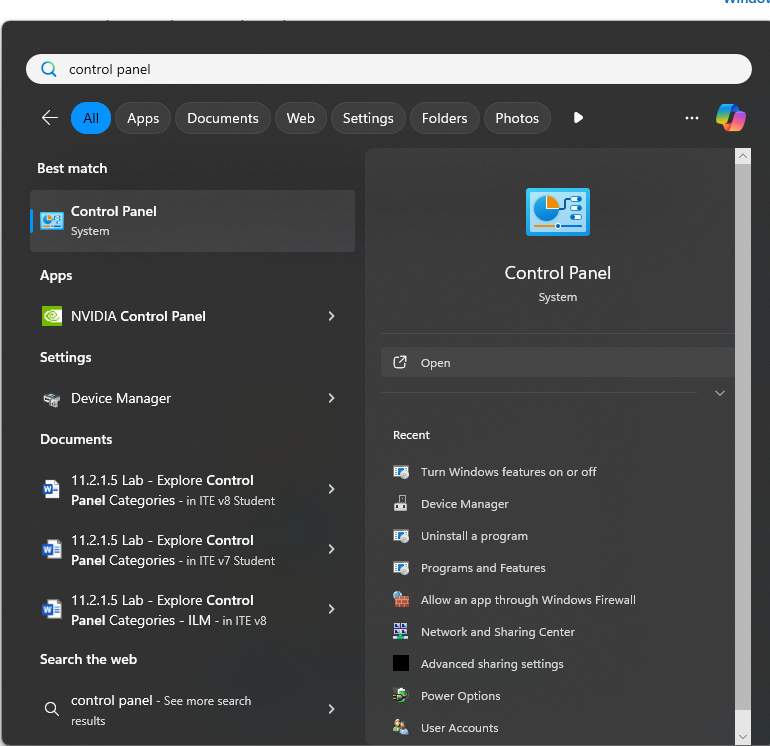 Window
control panel
All
Apps
Documents
Web
Settings
Folders
Photos
Best match
Control Panel
System
Apps
NVIDIA Control Panel
Settings
Device Manager
Documents
11.2.1.5 Lab - Explore Control
Panel Categories - in ITE v8 Student
11.2.1.5 Lab - Explore Control
Panel Categories - in ITE v7 Student
11.2.1.5 Lab - Explore Control
Panel Categories - ILM - in ITE v8
Search the web
control panel - See more search
results
Control Panel
System
Open
Recent
Turn Windows features on or off
Device Manager
Uninstall a program
Programs and Features
Allow an app through Windows Firewall
Network and Sharing Center
Advanced sharing settings
Power Options
User Accounts